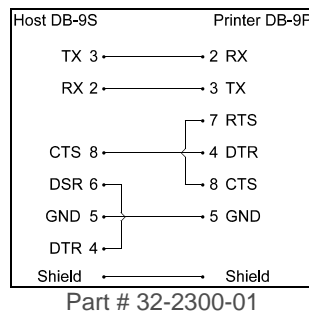 Host DB-9S Printer DB-9P
TX 3 2 RX
RX 2 3 TX
7 RTS
CTS 8 4 DTR
DSR 6 8 CTS
GND 5 5 GND
DTR 4
Shield Shield
Part # 32-2300-01